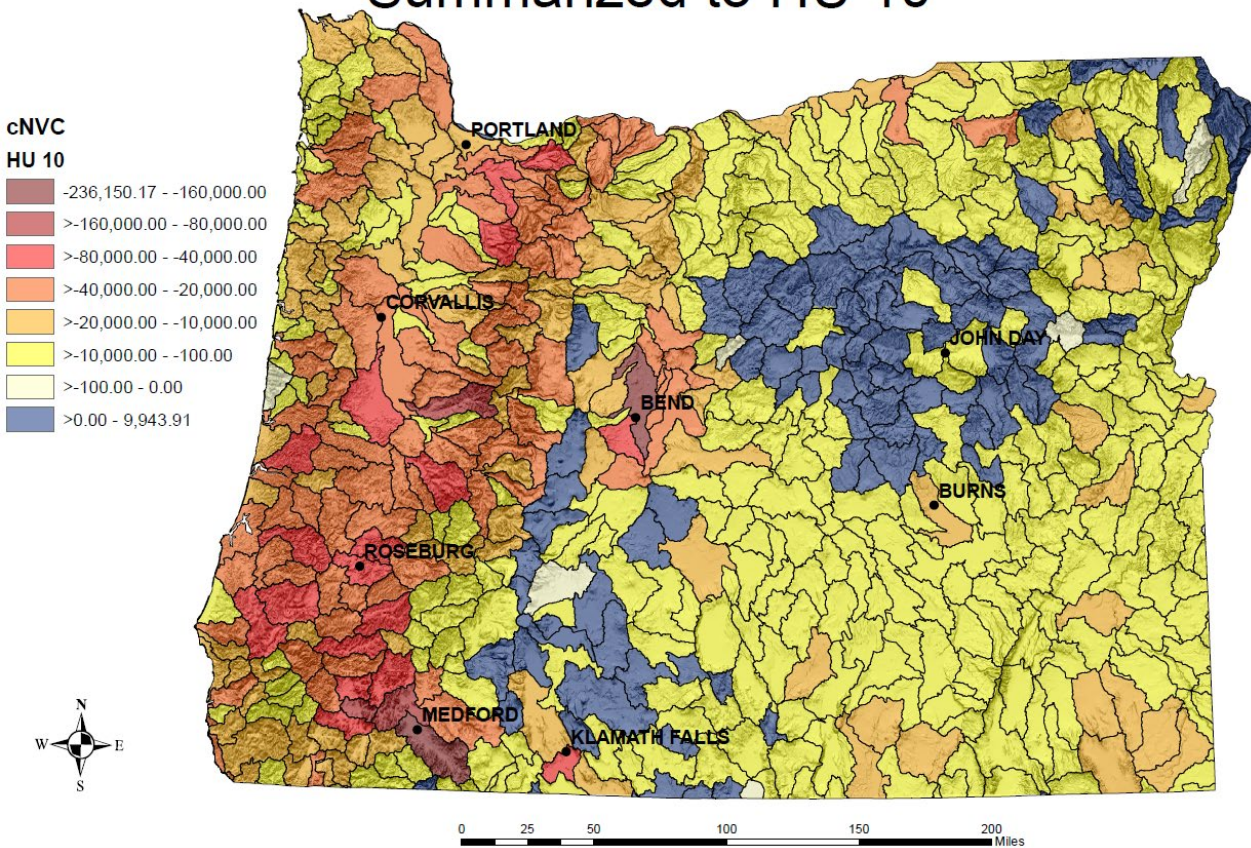 Summarized to
cNVC
HU 10
-236,150.17 - -160,000.00
>-160,000.00 - -80,000.00
>-80,000.00 - -40,000.00
>-40,000.00 - -20,000.00
>-20,000.00 - -10,000.00
>-10,000.00 - -100.00
>-100.00 - 0.00
>0.00 - 9,943.91
PORTLAND
CORVALLIS
JOHN DAY
BEND
BURNS
ROSEBURG
MEDFORD
KLAMATH FALLS
N
W E
S
0 25 50 100 150 200
Miles